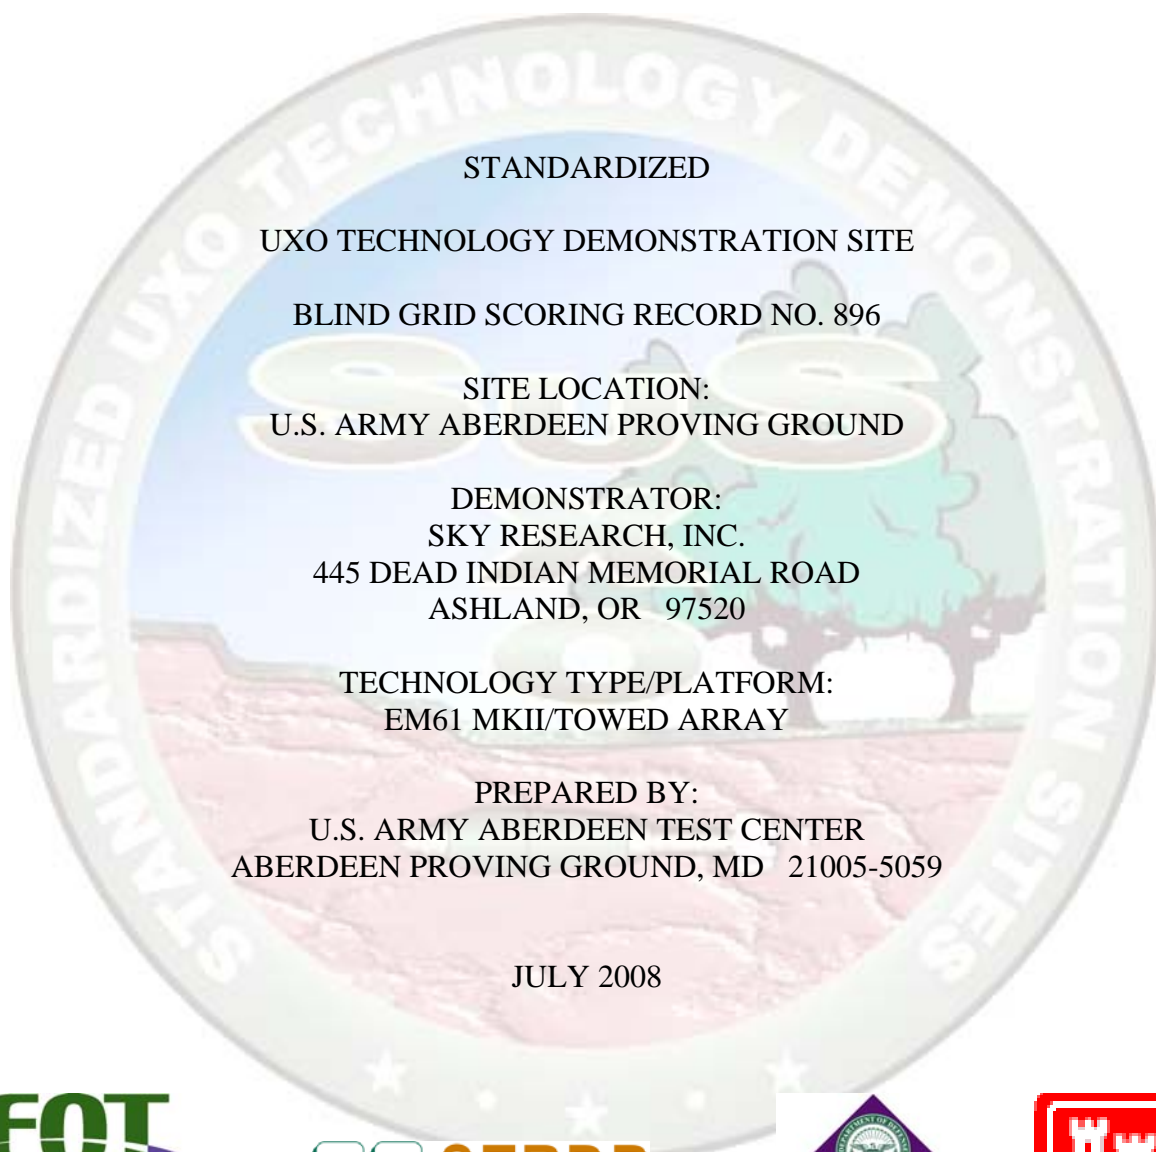 STANDARDIZED UXO TECHNOLOGY DEMONSTRATION SITES
STANDARDIZED
UXO TECHNOLOGY DEMONSTRATION SITE
BLIND GRID SCORING RECORD NO. 896
SITE LOCATION:
U.S. ARMY ABERDEEN PROVING GROUND
DEMONSTRATOR:
SKY RESEARCH, INC.
445 DEAD INDIAN MEMORIAL ROAD
ASHLAND, OR 97520
TECHNOLOGY TYPE/PLATFORM:
EM61 MKII/TOWED ARRAY
PREPARED BY:
U.S. ARMY ABERDEEN TEST CENTER
ABERDEEN PROVING GROUND, MD 21005-5059
JULY 2008